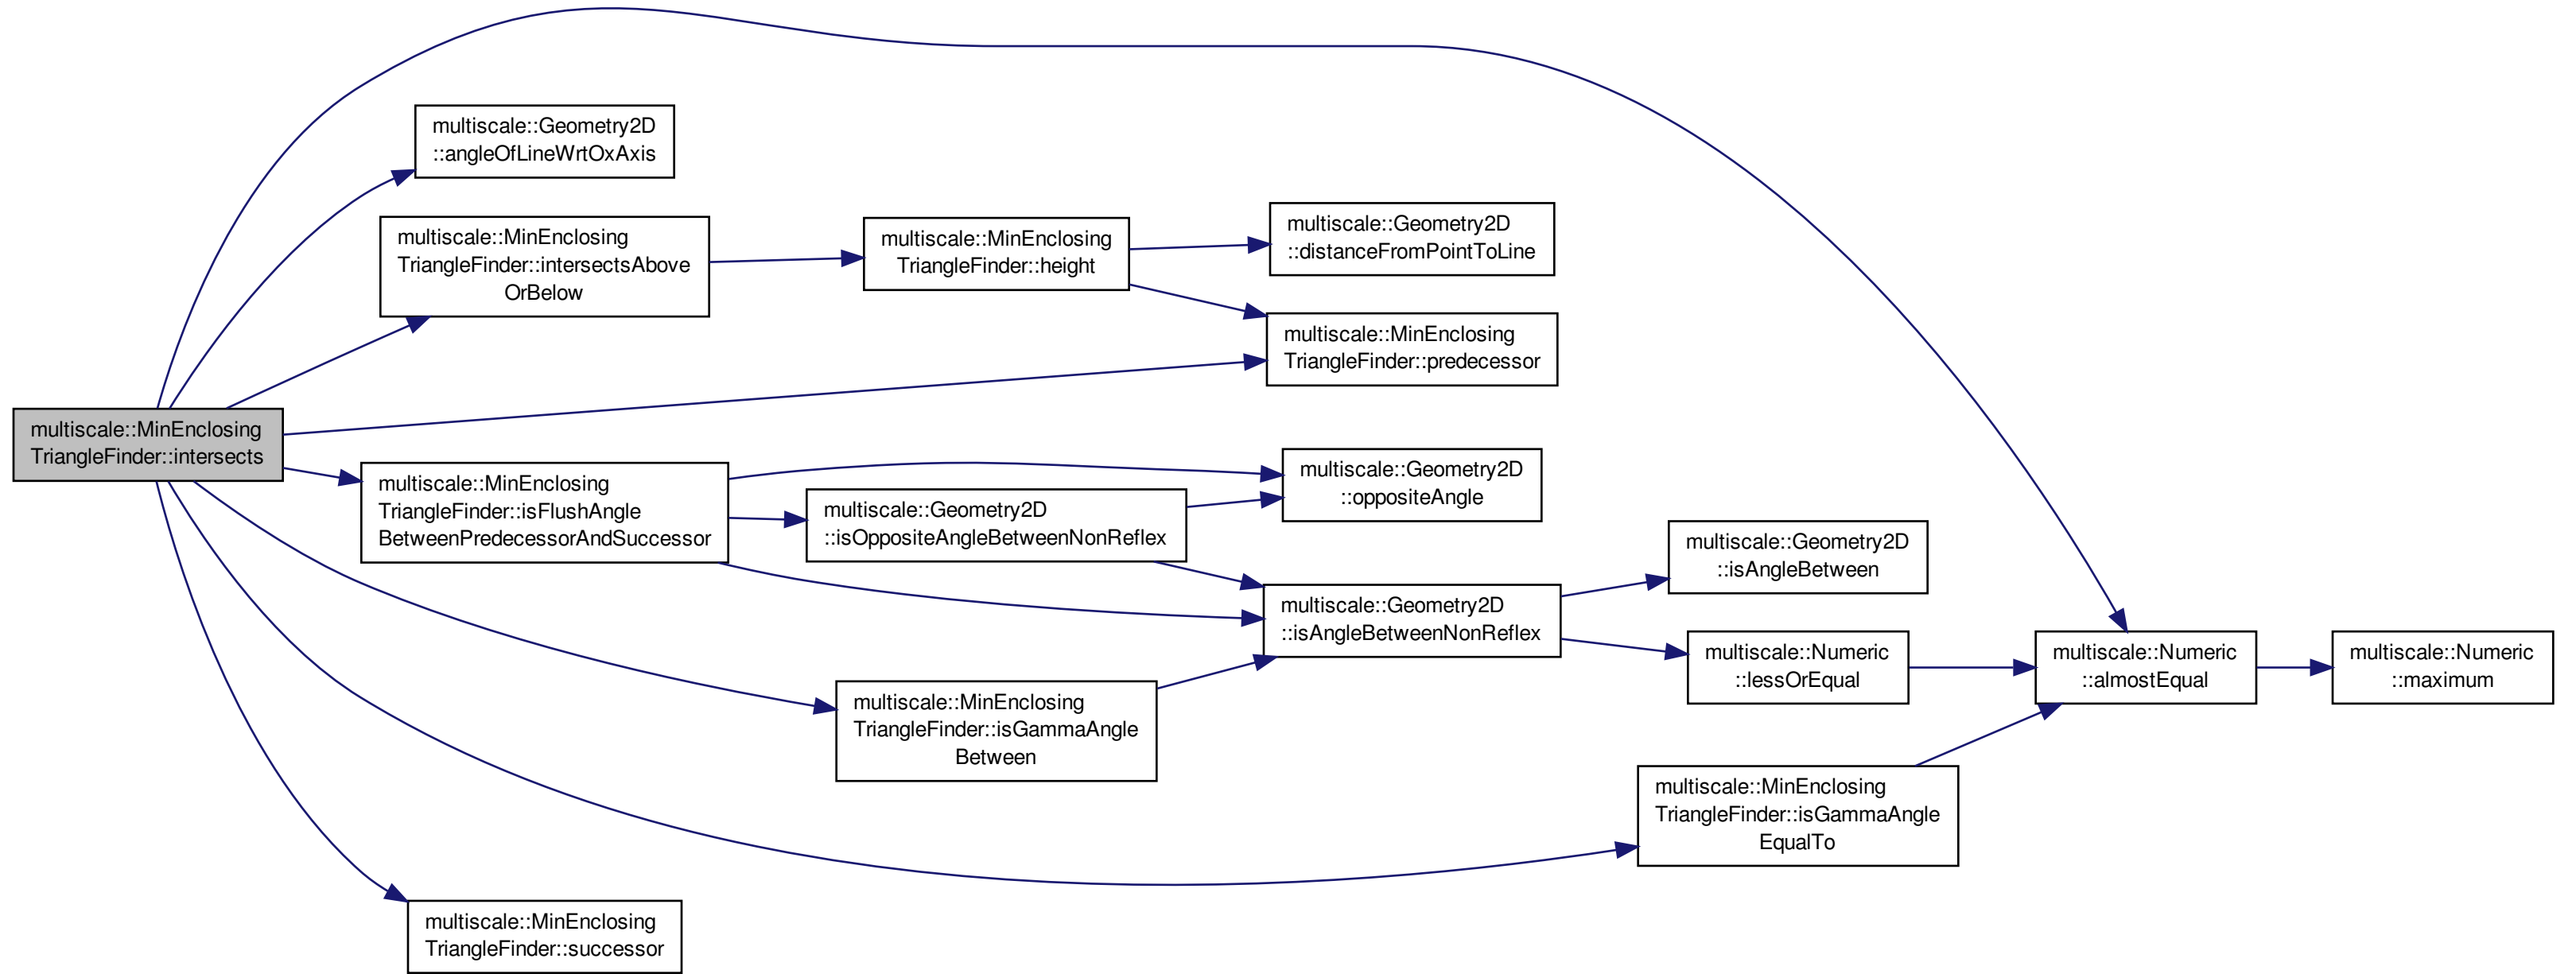 multiscale::Geometry2D
::angleOfLineWrtOxAxis
multiscale::MinEnclosing
TriangleFinder::intersectsAbove
OrBelow
multiscale::MinEnclosing
TriangleFinder::height
multiscale::Geometry2D
::distanceFromPointToLine
multiscale::MinEnclosing
TriangleFinder::predecessor
multiscale::MinEnclosing
TriangleFinder::intersects
multiscale::MinEnclosing
TriangleFinder::isFlushAngle
BetweenPredecessorAndSuccessor
multiscale::Geometry2D
::isOppositeAngleBetweenNonReflex
multiscale::Geometry2D
::oppositeAngle
multiscale::Geometry2D
::isAngleBetweenNonReflex
multiscale::Geometry2D
::isAngleBetween
multiscale::Numeric
::lessOrEqual
multiscale::Numeric
::almostEqual
multiscale::Numeric
::maximum
multiscale::MinEnclosing
TriangleFinder::isGammaAngle
Between
multiscale::MinEnclosing
TriangleFinder::isGammaAngle
EqualTo
multiscale::MinEnclosing
TriangleFinder::successor